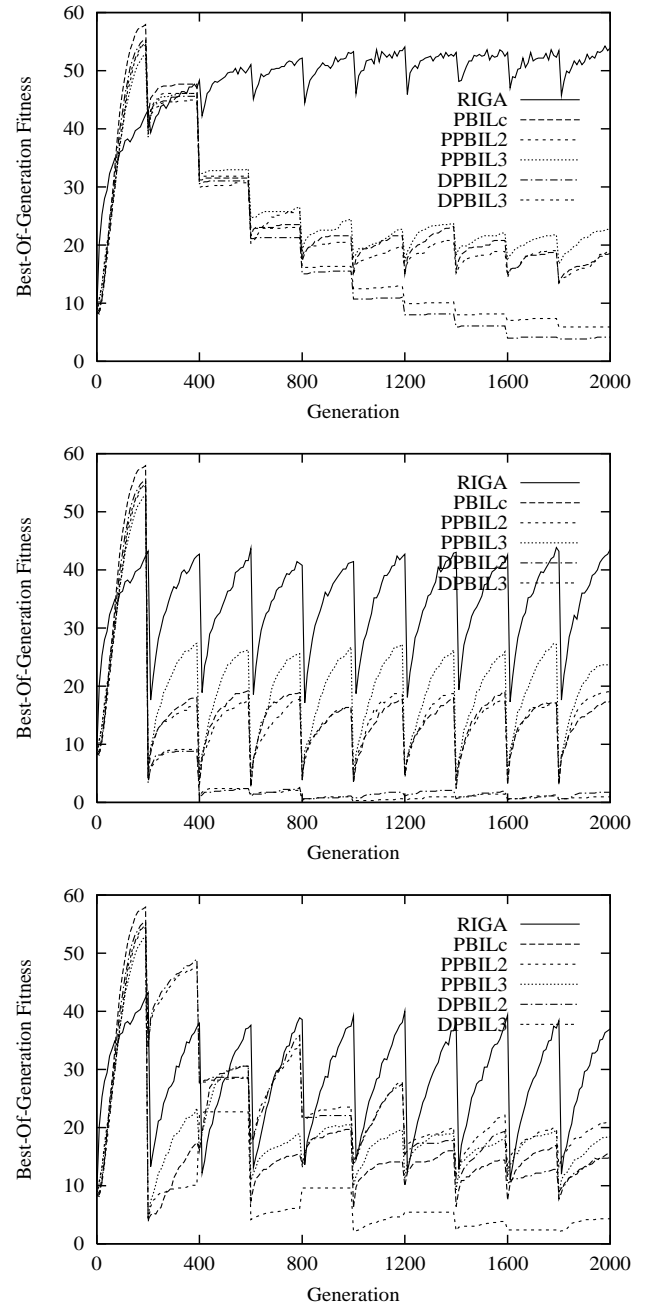 60
50
40
30
20
10
0
Best-Of-Generation Fitness
RIGA
PBILc
PPBIL2
PPBIL3
DPBIL2
DPBIL3
0 400 800 1200 1600 2000
Generation
60
50
40
30
20
10
0
Best-Of-Generation Fitness
RIGA
PBILc
PPBIL2
PPBIL3
DPBIL2
DPBIL3
0 400 800 1200 1600 2000
Generation
60
50
40
30
20
10
0
Best-Of-Generation Fitness
RIGA
PBILc
PPBIL2
PPBIL3
DPBIL2
DPBIL3
0 400 800 1200 1600 2000
Generation